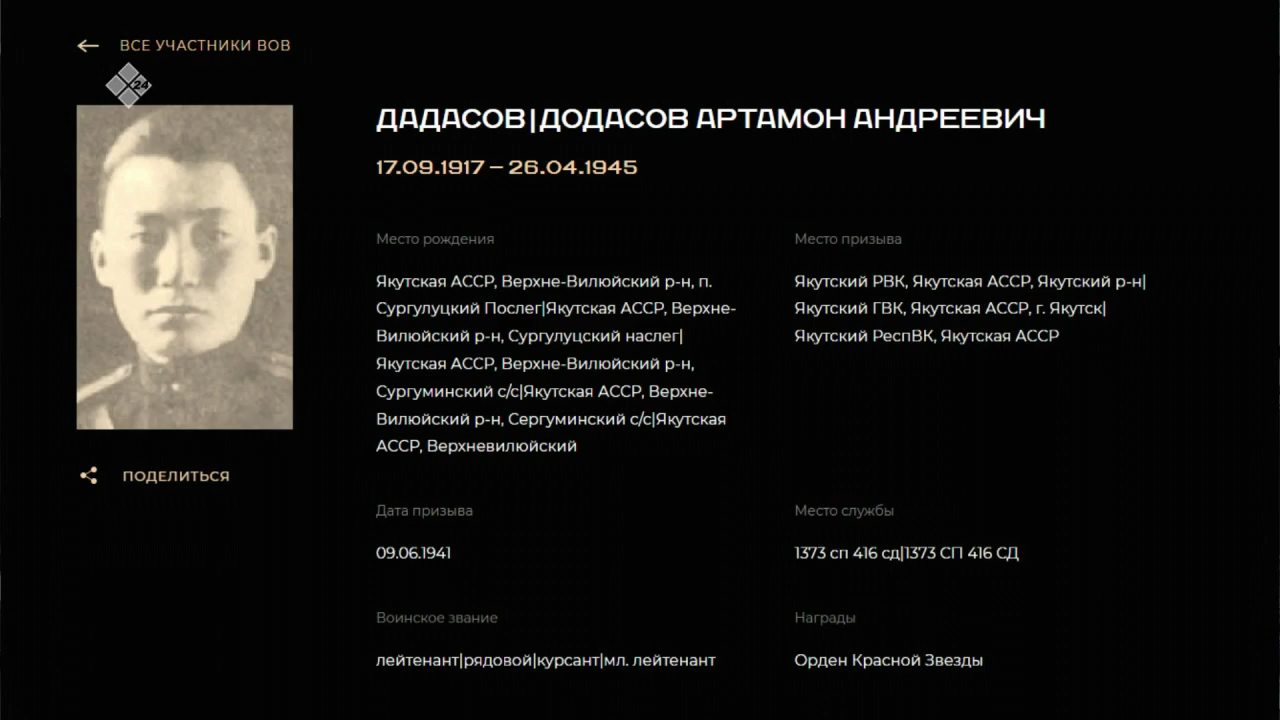 ВСЕ УЧАСТНИКИ ВОВ
X24
ДАДАСОВ|ДОДАСОВ АРТАМОН АНДРЕЕВИЧ
17.09.1917 – 26.04.1945
Место рождения
Якутская АССР, Верхне-Вилюйский р-н, п.
Сургулуцкий Послег|Якутская АССР, Верхне-
Вилюйский р-н, Сургулуцский наслег|
Якутская АССР, Верхне-Вилюйский р-н,
Сургуминский с/с|Якутская АССР, Верхне-
Вилюйский р-н, Сергуминский с/с|Якутская
АССР, Верхневилюйский
Место призыва
Якутский РВК, Якутская АССР, Якутский р-н|
Якутский ГВК, Якутская АССР, г. Якутск|
Якутский РеспВК, Якутская АССР
ПОДЕЛИТЬСЯ
Дата призыва
09.06.1941
Место службы
1373 сп 416 сд|1373 СП 416 СД
Воинское звание
лейтенант|рядовой|курсант|мл. лейтенант
Награды
Орден Красной Звезды